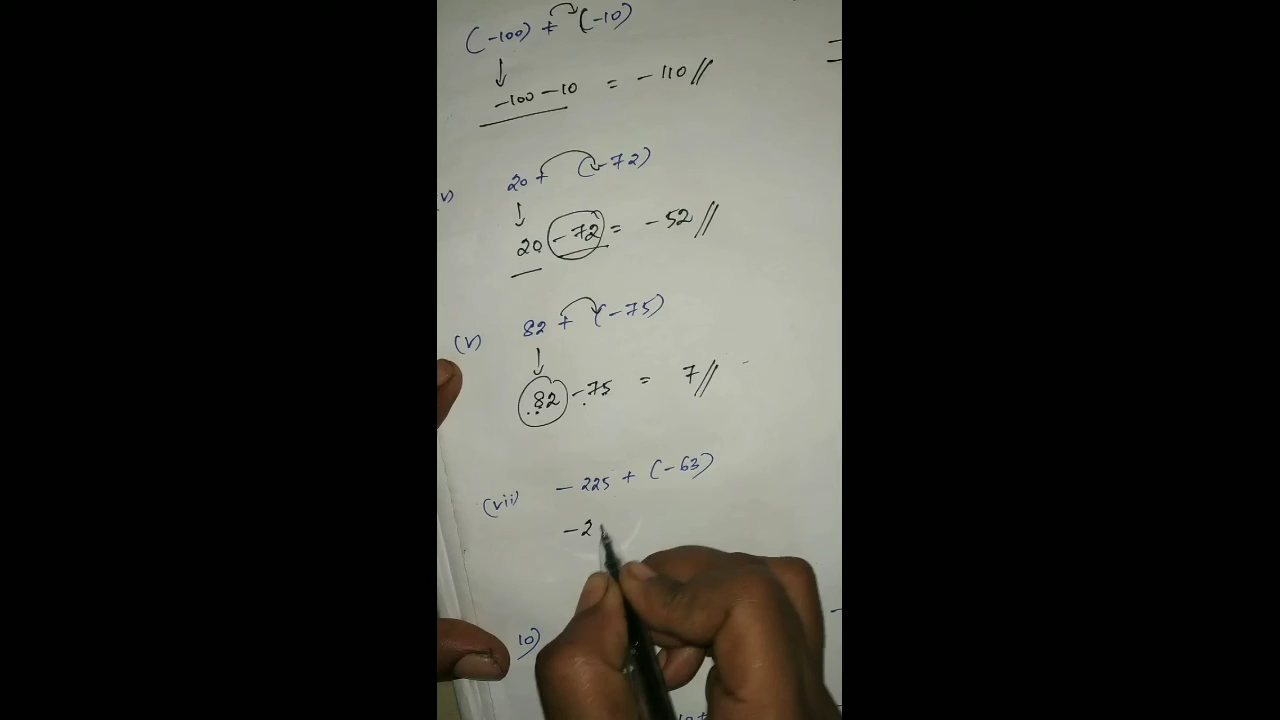 (-100) + (-10)
-100 -10 = -110//
v) 20 + (-72)
20 -72 = -52//
(v) 82 + (-75)
82 -75 = 7//
(vii) -225 + (-63)
-2
10)